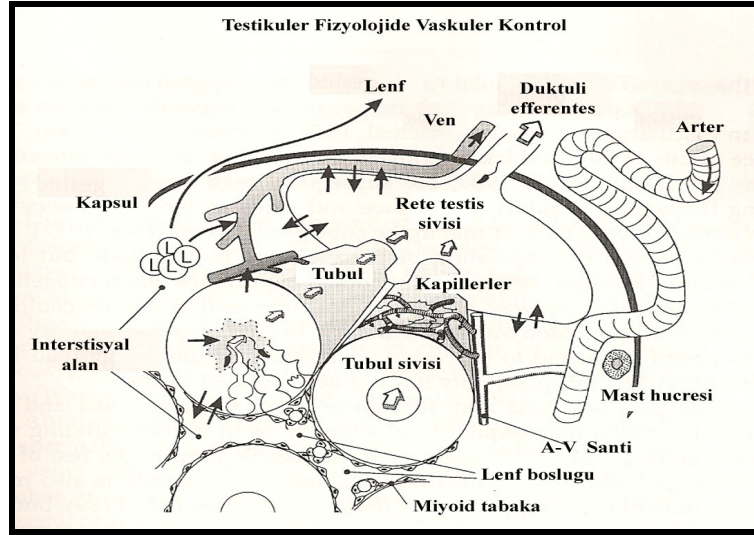 Testikuler Fizyolojide Vaskuler Kontrol
Lenf
Duktuli
efferentes
Ven
Arter
Kapsul
Rete testis
sivisi
L
L
L
L
Tubul
Kapillerler
Interstisyal
alan
Tubul sivisi
Mast hucresi
A-V Santi
Lenf boslugu
Miyoid tabaka